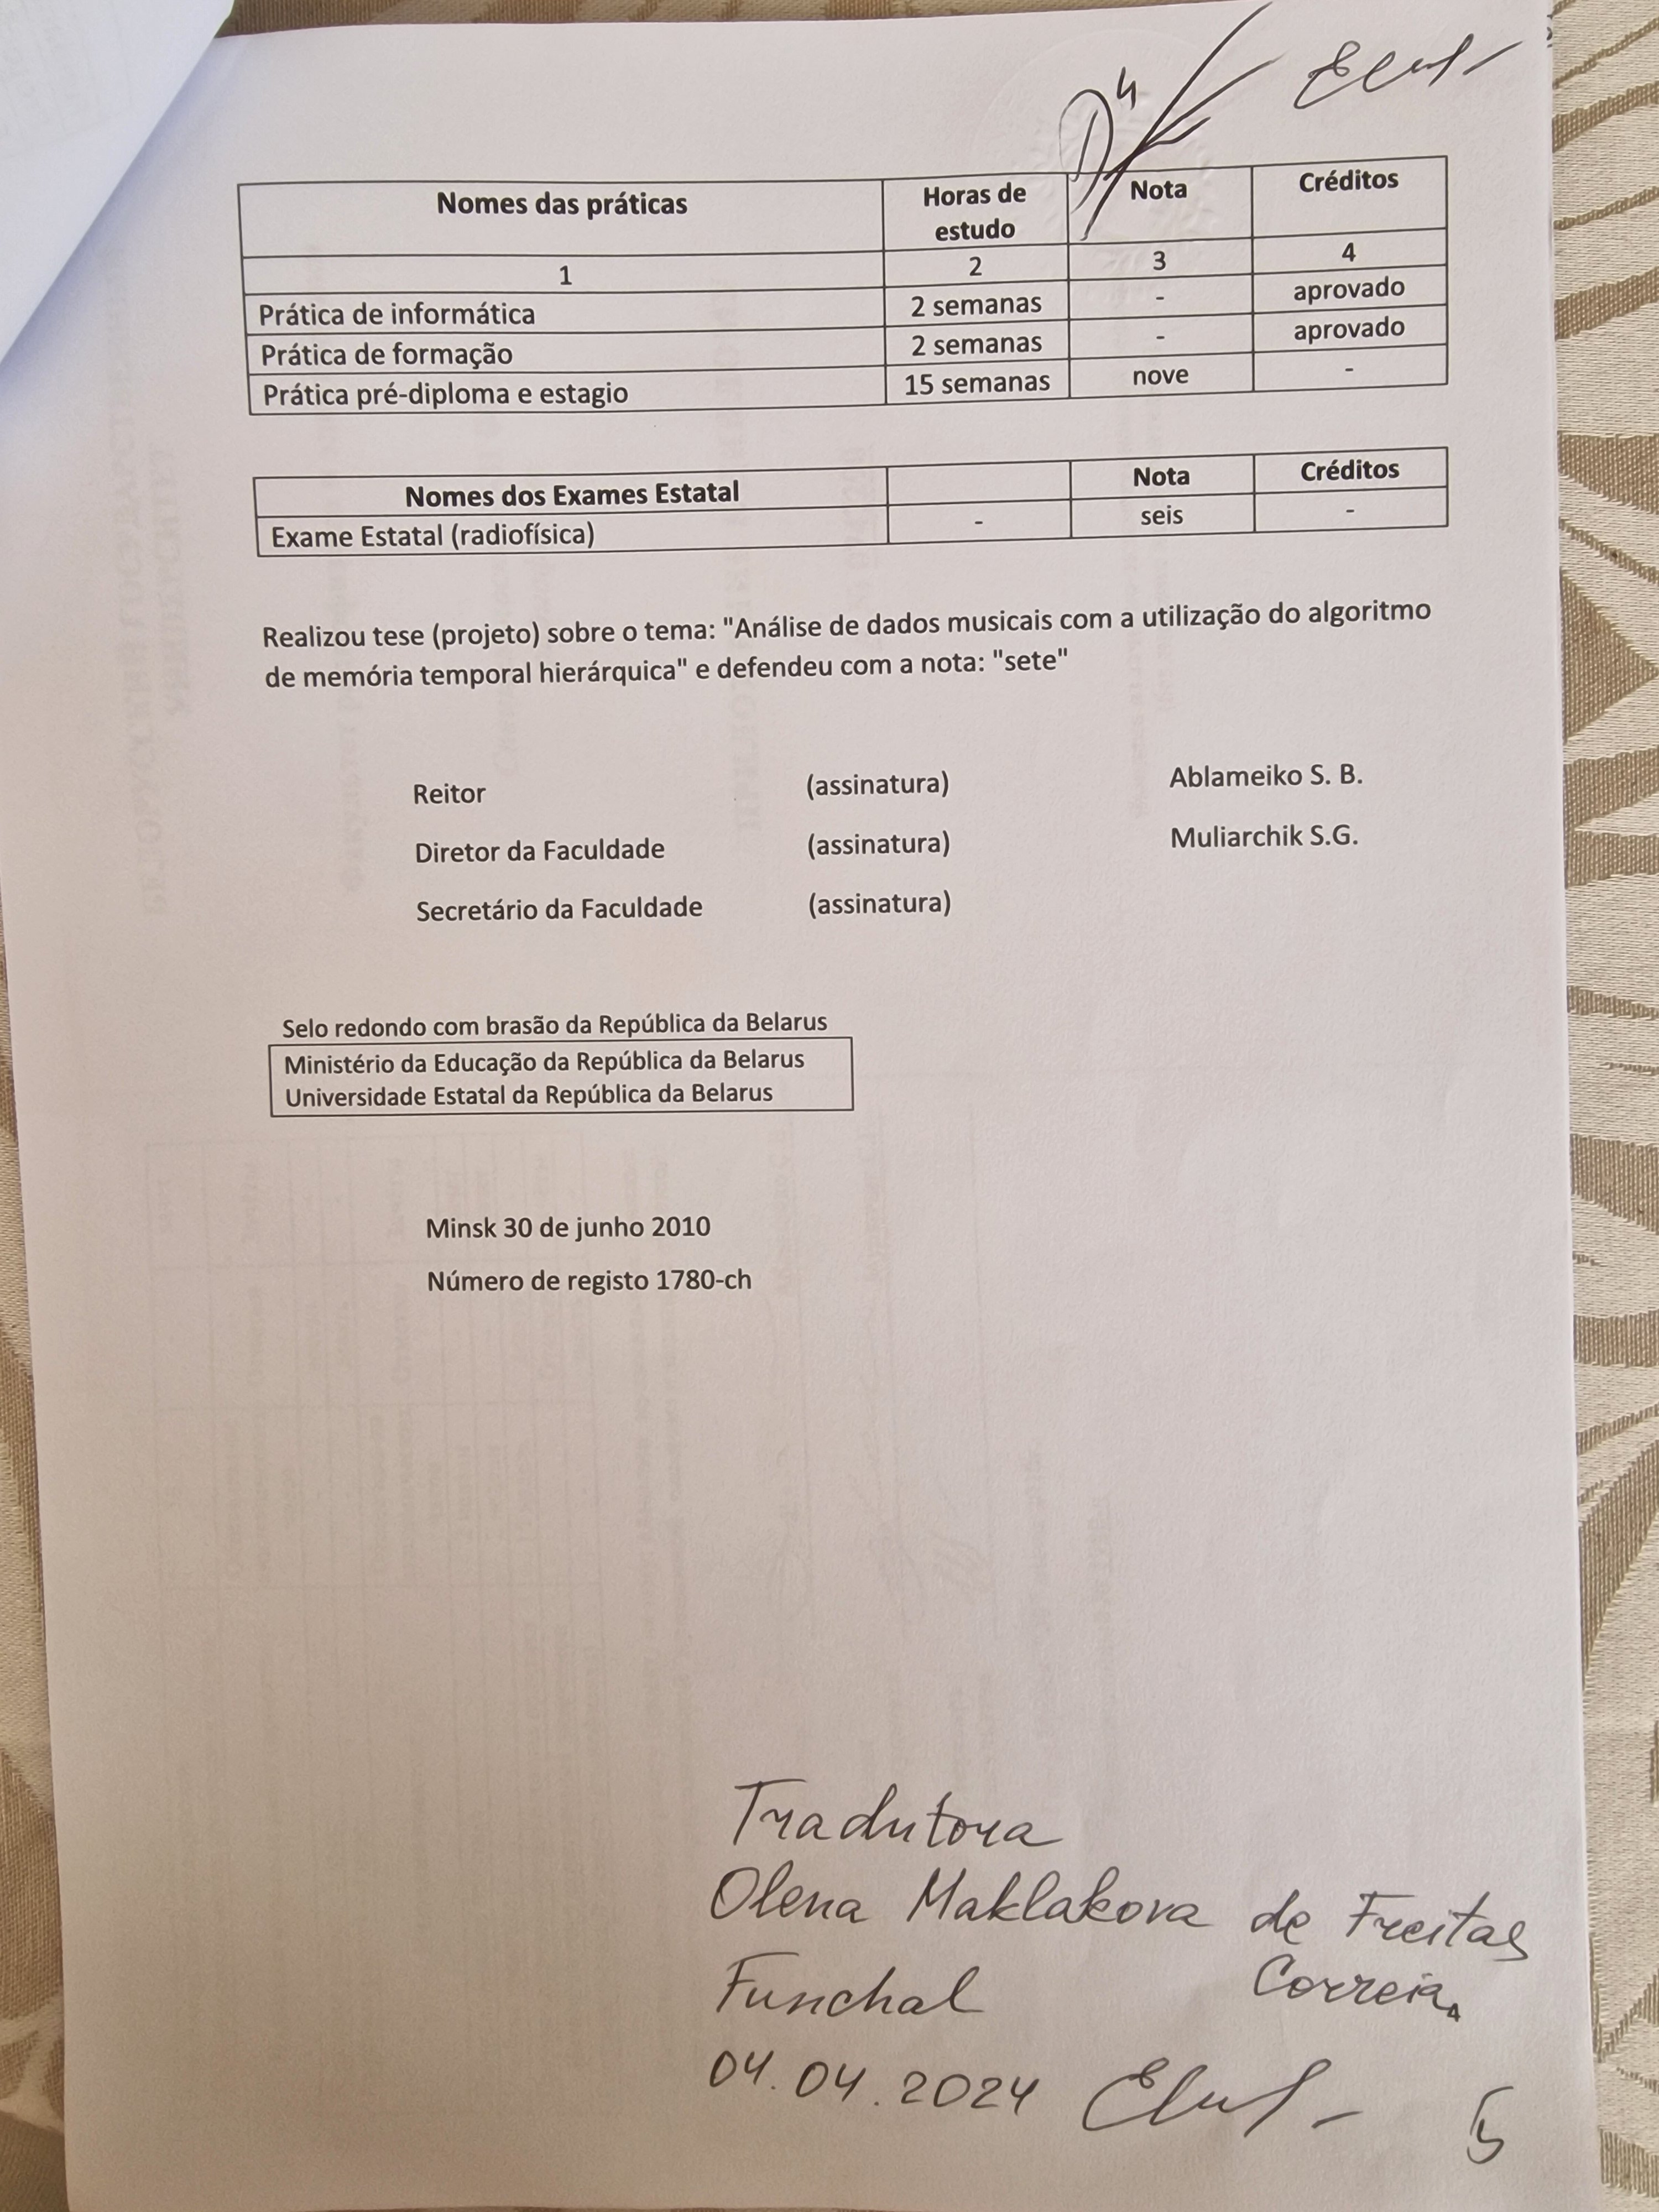 4
Nomes das práticas Horas de estudo Nota Créditos
1 2 3 4
Prática de informática 2 semanas - aprovado
Prática de formação 2 semanas - aprovado
Prática pré-diploma e estagio 15 semanas nove -
Nomes dos Exames Estatal Nota Créditos
Exame Estatal (radiofísica) - seis -
Realizou tese (projeto) sobre o tema: "Análise de dados musicais com a utilização do algoritmo
de memória temporal hierárquica" e defendeu com a nota: "sete"
Reitor (assinatura) Ablameiko S. B.
Diretor da Faculdade (assinatura) Muliarchik S.G.
Secretário da Faculdade (assinatura)
Selo redondo com brasão da República da Belarus
Ministério da Educação da República da Belarus
Universidade Estatal da República da Belarus
Minsk 30 de junho 2010
Número de registo 1780-ch
Tradutora
Olena Maklakova de Freitas
Funchal Correia
04.04.2024
5